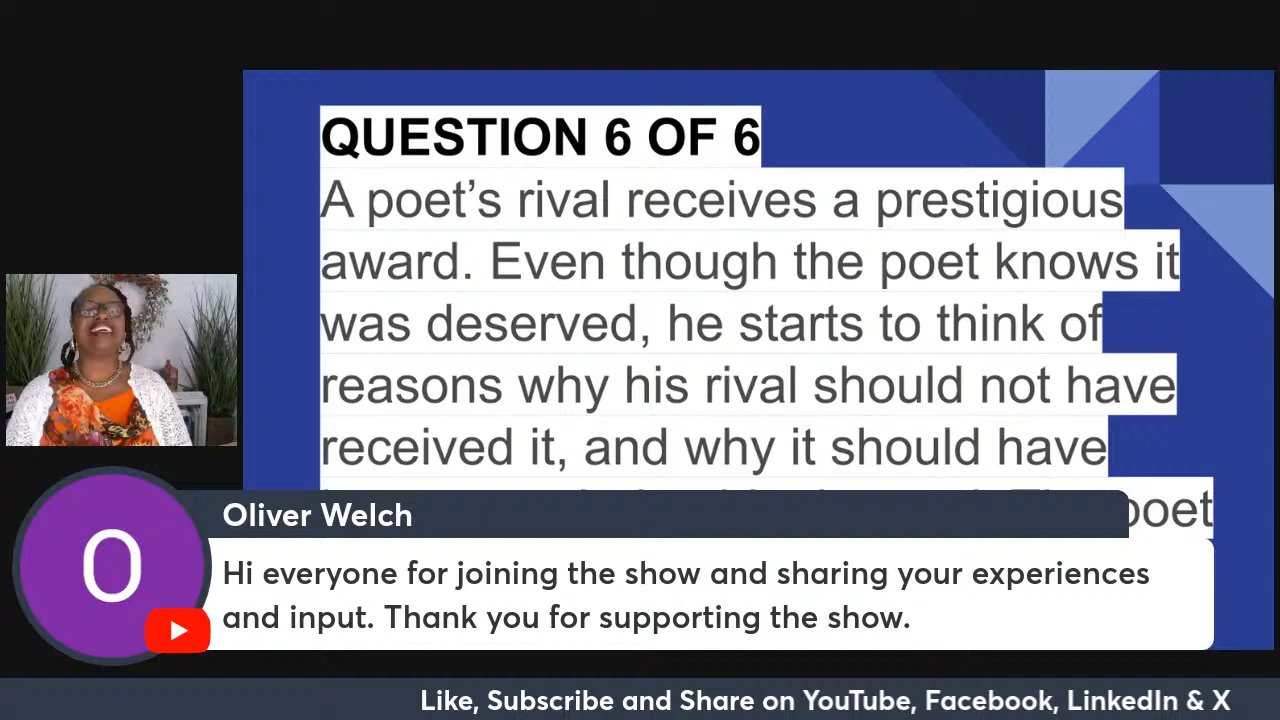 QUESTION 6 OF 6
A poet's rival receives a prestigious
award. Even though the poet knows it
was deserved, he starts to think of
reasons why his rival should not have
received it, and why it should have
poet
O
Oliver Welch
Hi everyone for joining the show and sharing your experiences
and input. Thank you for supporting the show.
Like, Subscribe and Share on YouTube, Facebook, LinkedIn & X